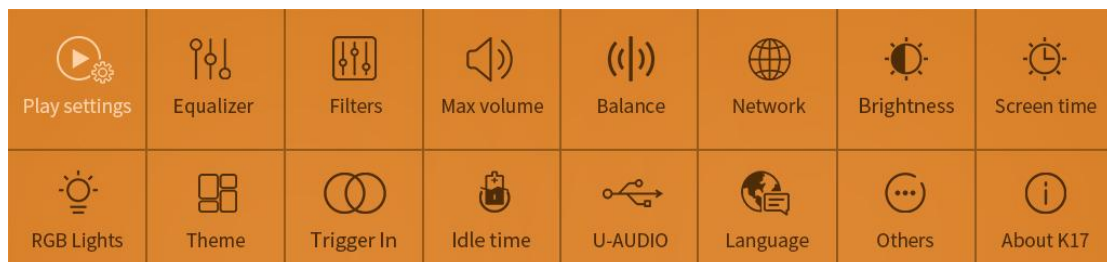 Play settings
Equalizer
Filters
Max volume
Balance
Network
Brightness
Screen time
RGB Lights
Theme
Trigger In
Idle time
U-AUDIO
Language
Others
About K17